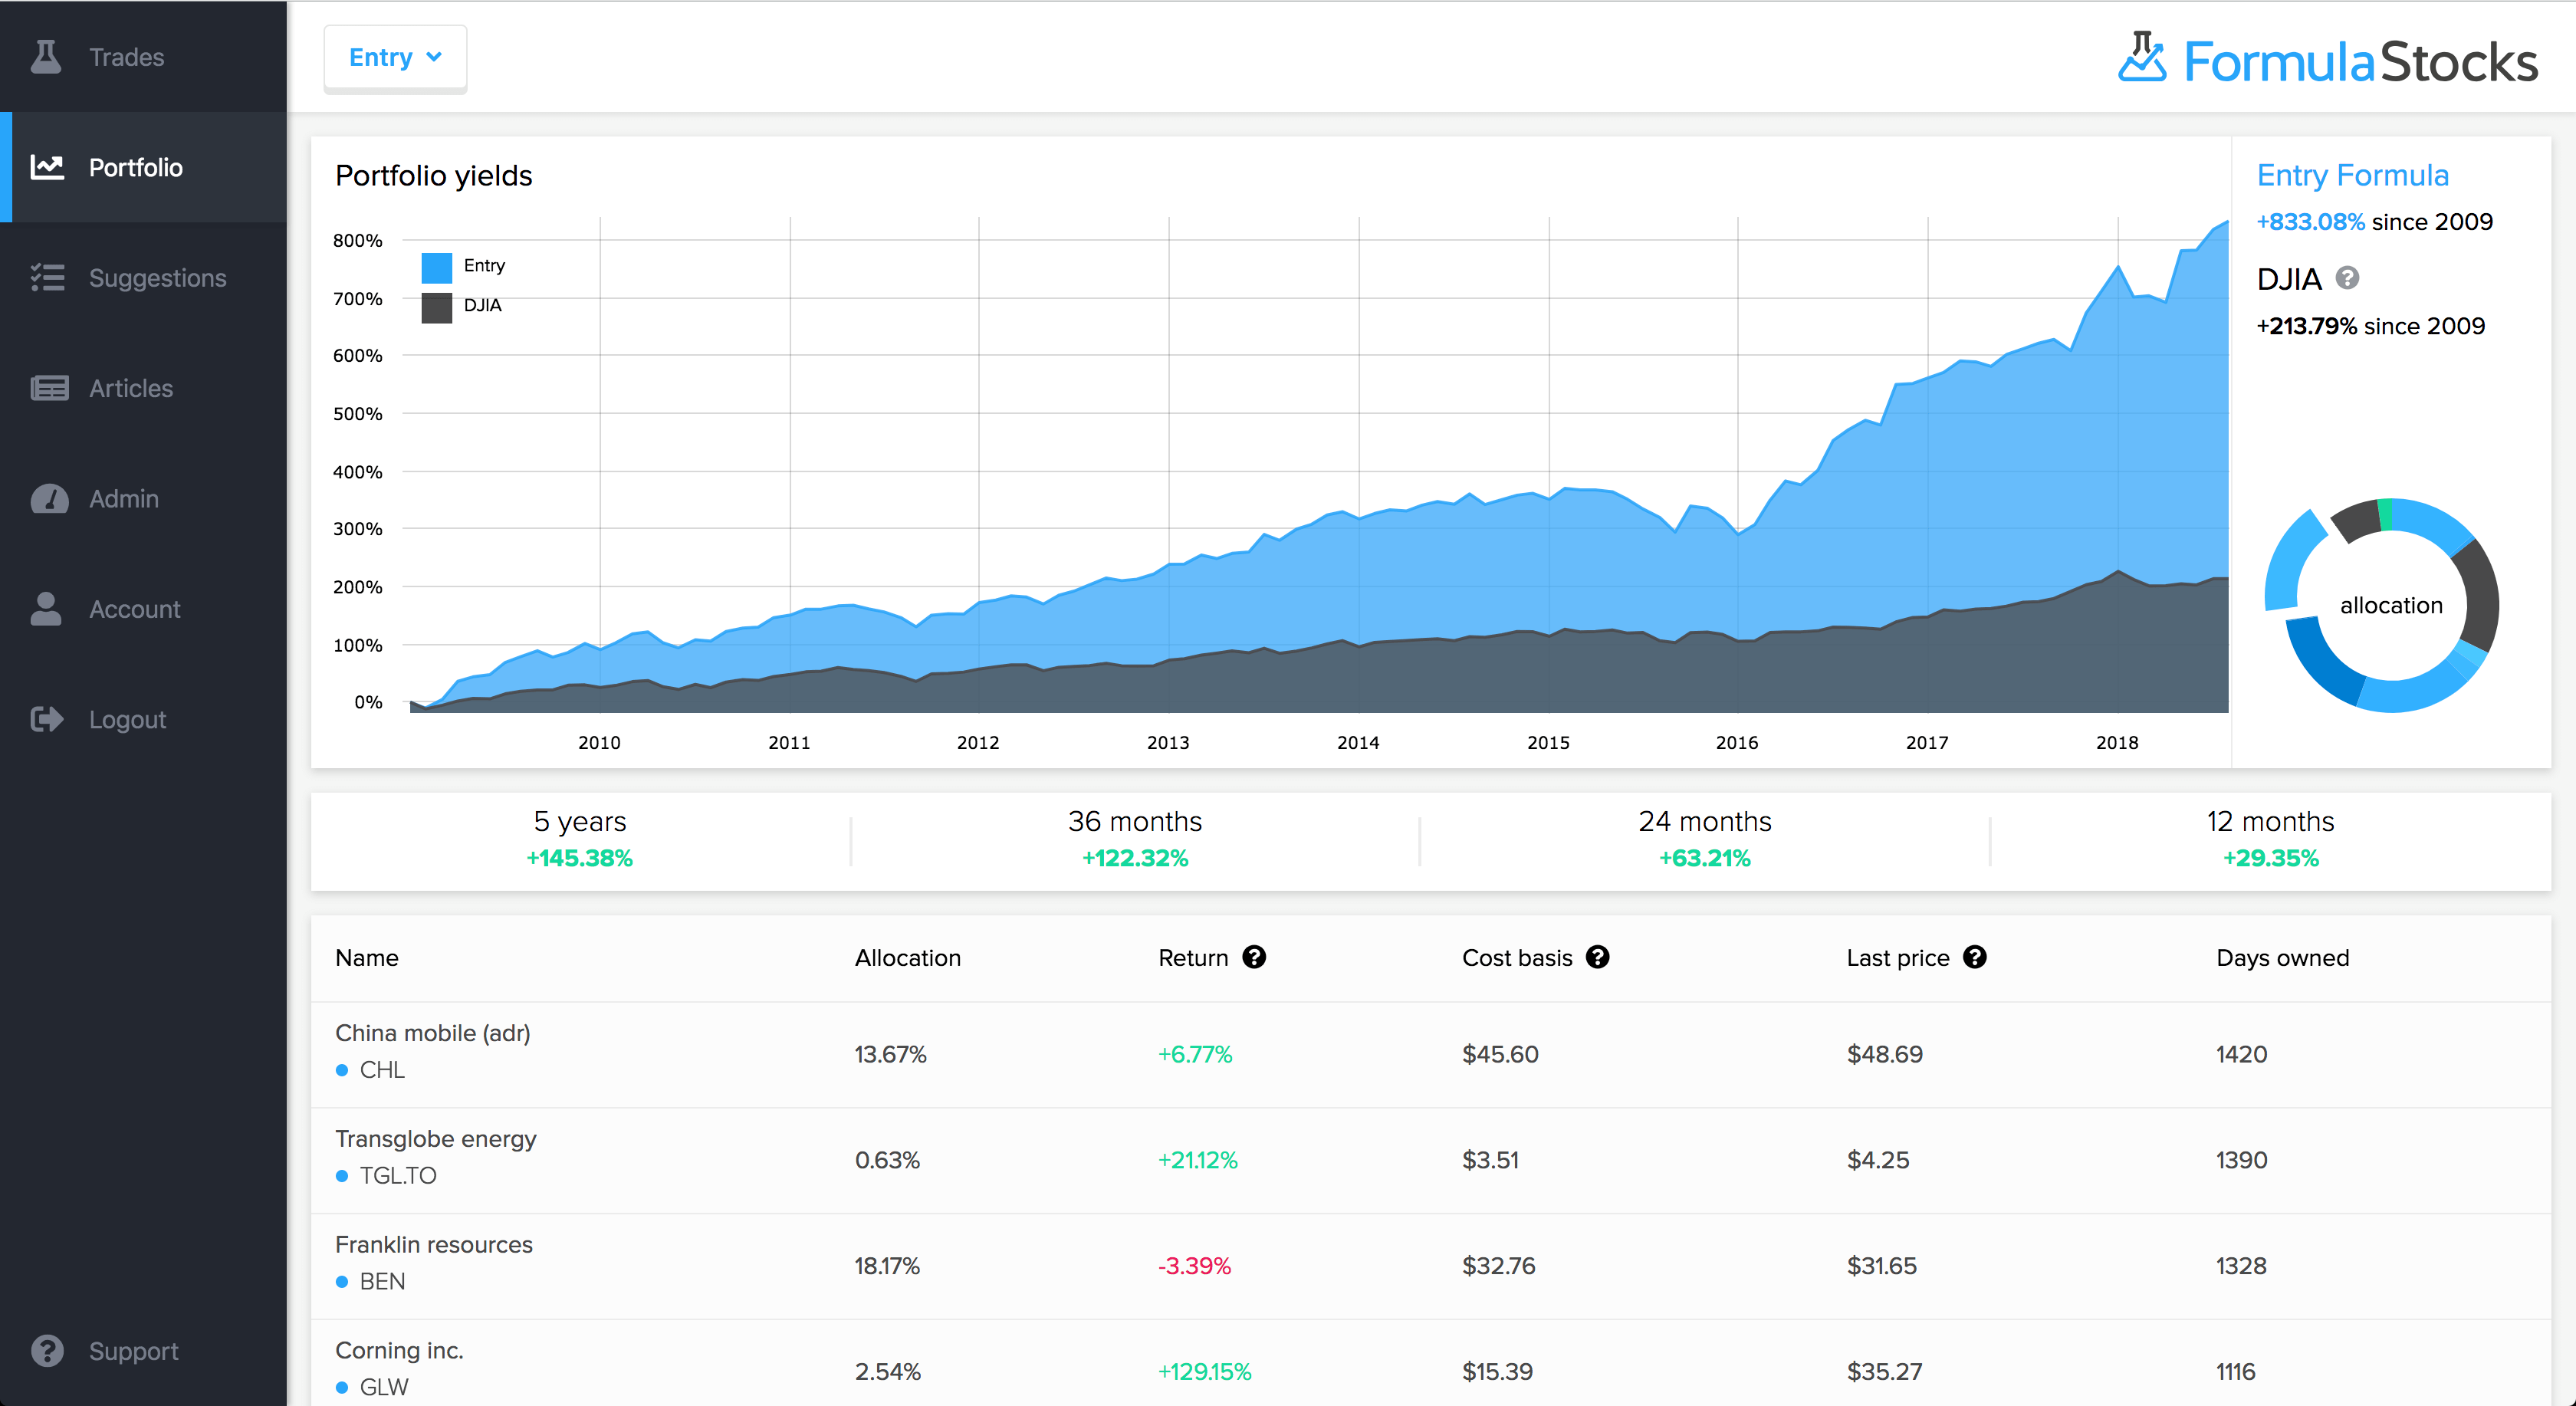 Trades
Portfolio
Suggestions
Articles
Admin
Account
Logout
Support
Entry
FormulaStocks
Portfolio yields
800%
700%
600%
500%
400%
300%
200%
100%
0%
Entry
DJIA
2010 2011 2012 2013 2014 2015 2016 2017 2018
Entry Formula
+833.08% since 2009
DJIA ?
+213.79% since 2009
allocation
5 years 36 months 24 months 12 months
+145.38% +122.32% +63.21% +29.35%
Name Allocation Return ? Cost basis ? Last price ? Days owned
China mobile (adr)
CHL
13.67% +6.77% $45.60 $48.69 1420
Transglobe energy
TGL.TO
0.63% +21.12% $3.51 $4.25 1390
Franklin resources
BEN
18.17% -3.39% $32.76 $31.65 1328
Corning inc.
GLW
2.54% +129.15% $15.39 $35.27 1116